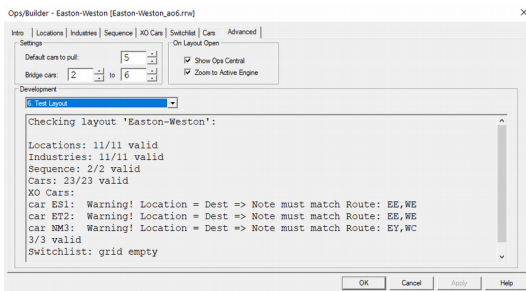 Ops/Builder - Easton-Weston [Easton-Weston_ao6.rrw]
Intro | Locations | Industries | Sequence | XO Cars | Switchlist | Cars | Advanced
Settings
On Layout Open
Default cars to pull: 5
Show Ops Central
Bridge cars: 2 to 6
Zoom to Active Engine
Development
6. Test Layout
Checking layout 'Easton-Weston':
Locations: 11/11 valid
Industries: 11/11 valid
Sequence: 2/2 valid
Cars: 23/23 valid
XO Cars:
car ES1: Warning! Location = Dest => Note must match Route: EE,WE
car ET2: Warning! Location = Dest => Note must match Route: EE,WE
car NM3: Warning! Location = Dest => Note must match Route: EY,WC
3/3 valid
Switchlist: grid empty
OK Cancel Apply Help